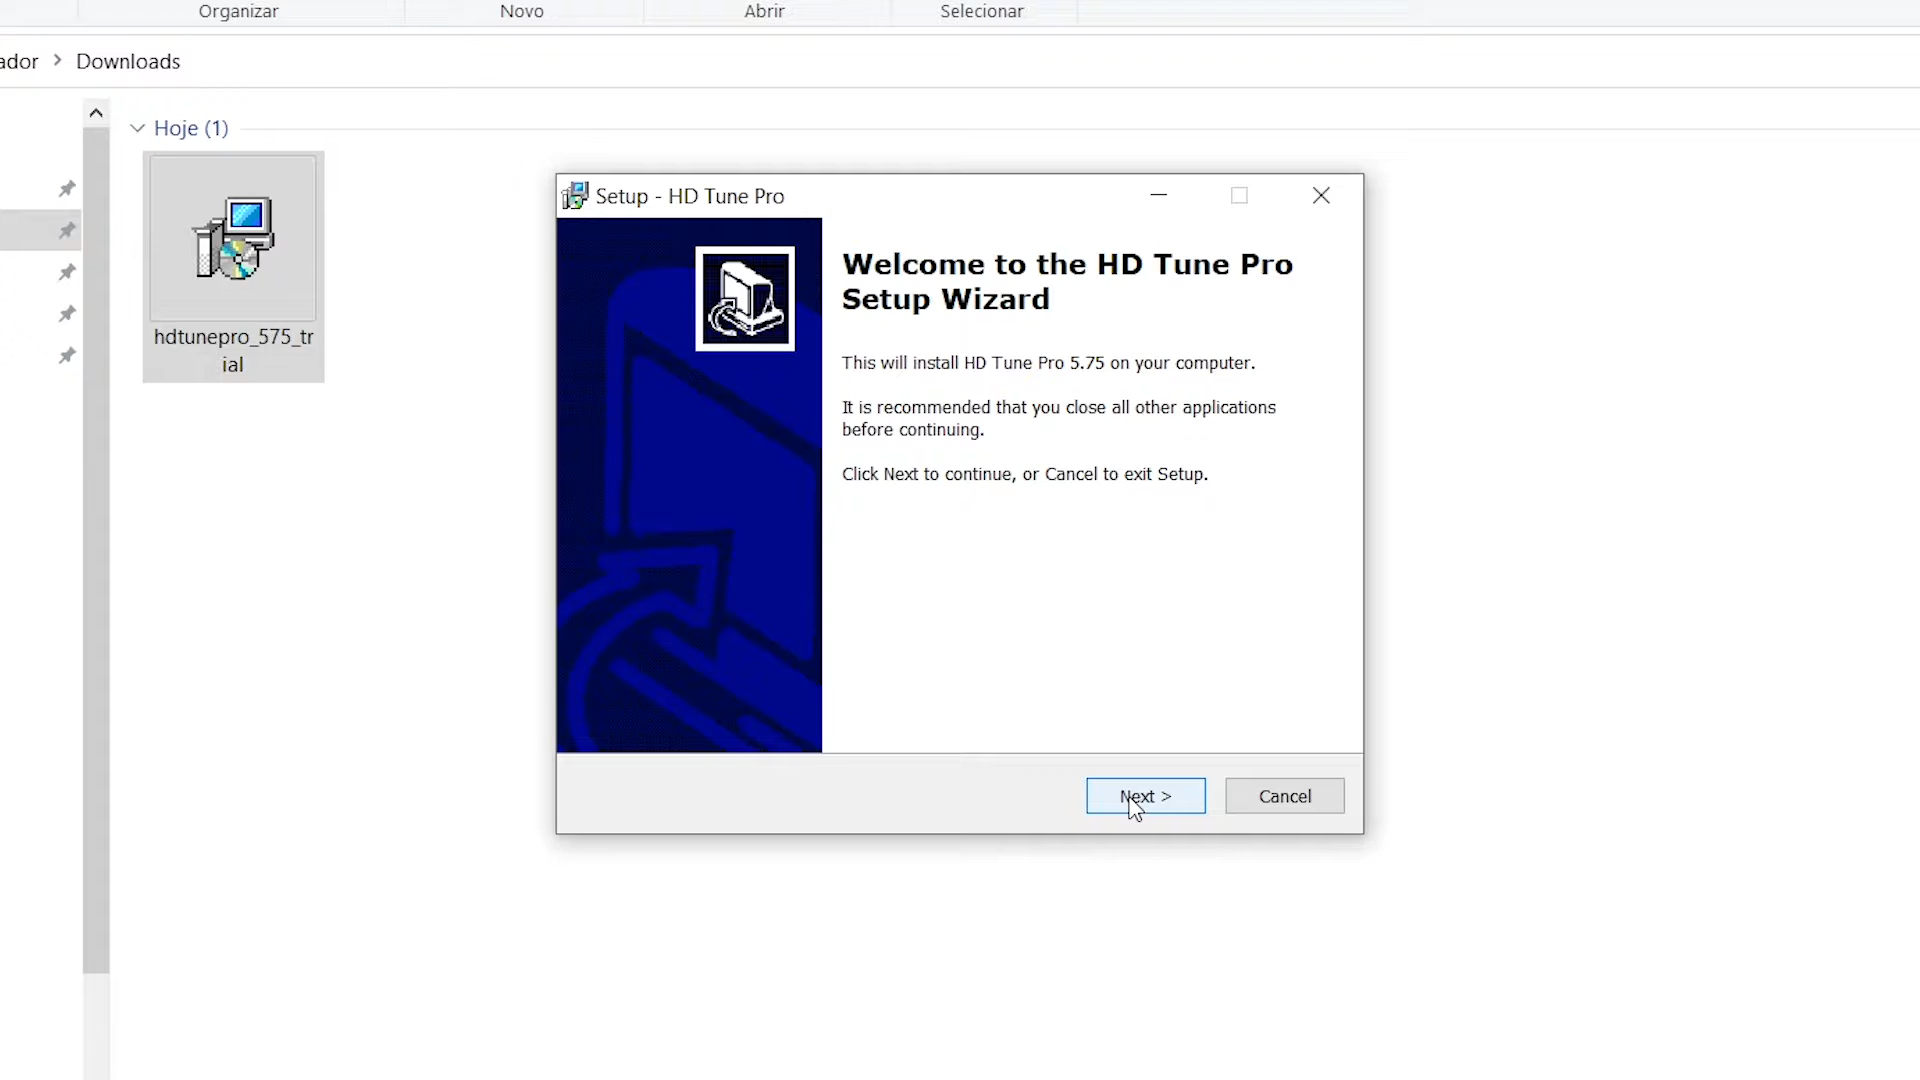 Organizar Novo Abrir Selecionar
ador > Downloads
Hoje (1)
hdtunepro_575_tr
ial
Setup - HD Tune Pro
Welcome to the HD Tune Pro
Setup Wizard
This will install HD Tune Pro 5.75 on your computer.
It is recommended that you close all other applications
before continuing.
Click Next to continue, or Cancel to exit Setup.
Next > Cancel